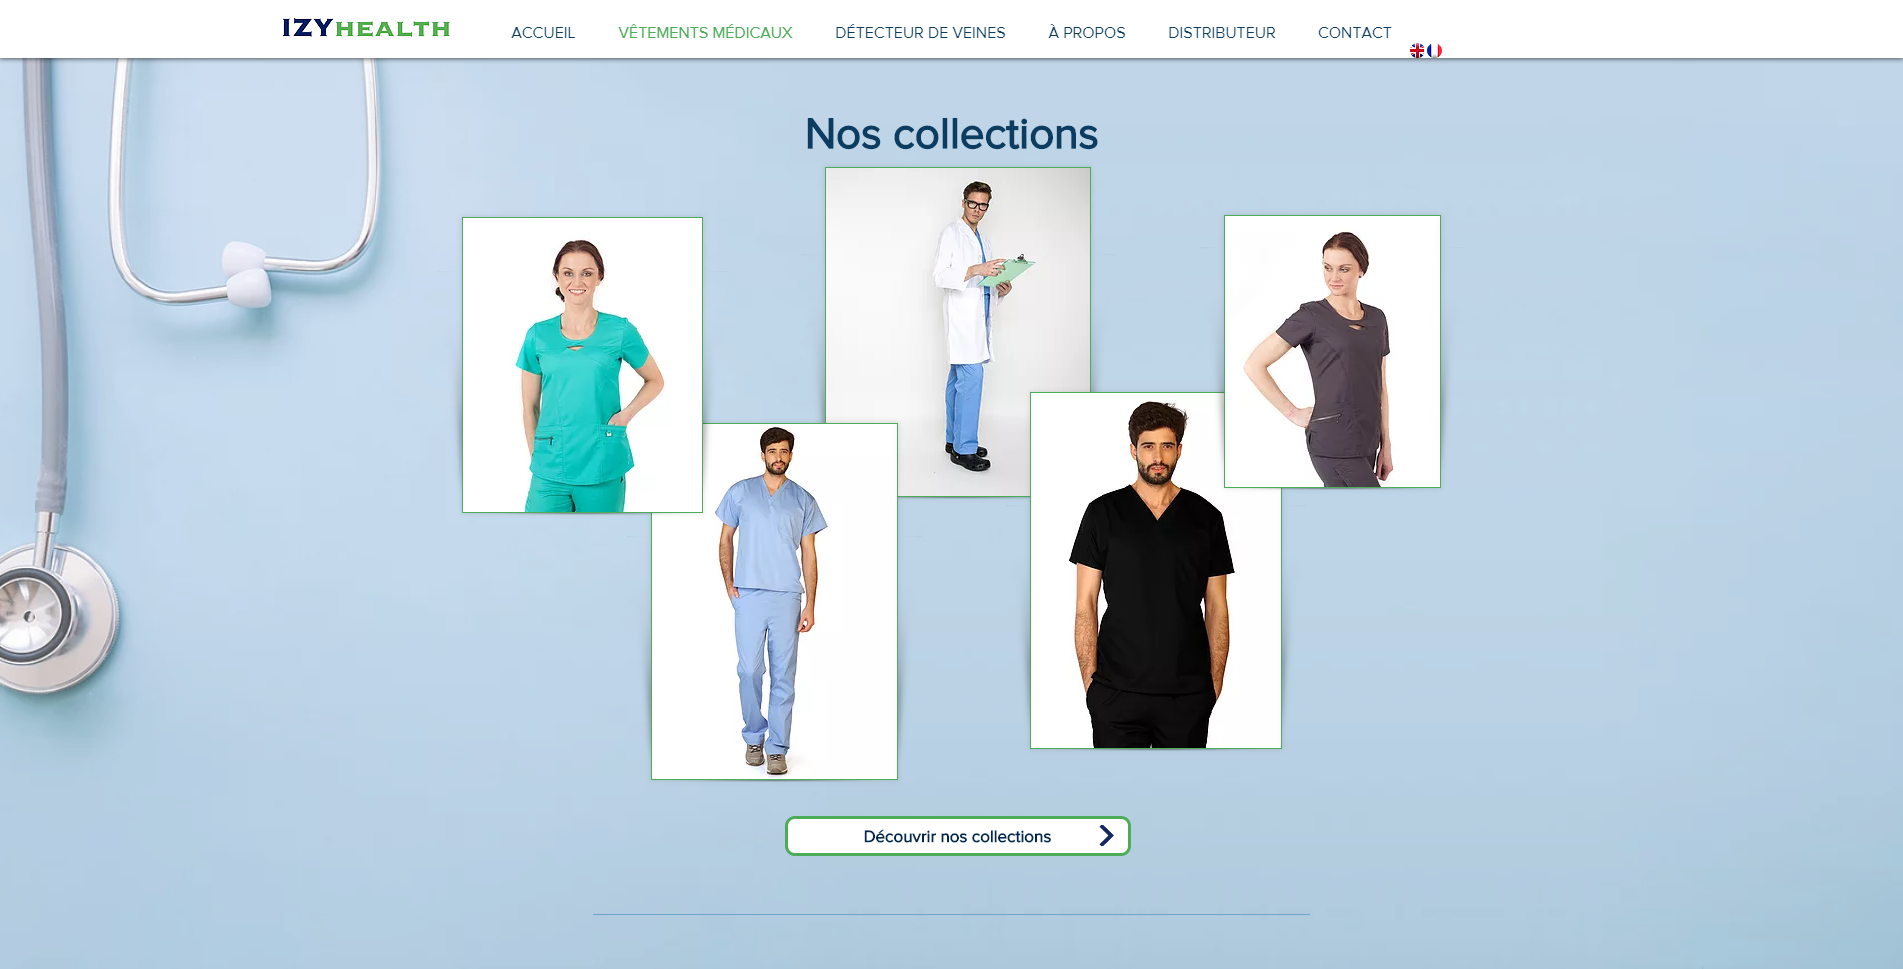 IZYHEALTH
ACCUEIL
VÊTEMENTS MÉDICAUX
DÉTECTEUR DE VEINES
À PROPOS
DISTRIBUTEUR
CONTACT
Nos collections
Découvrir nos collections